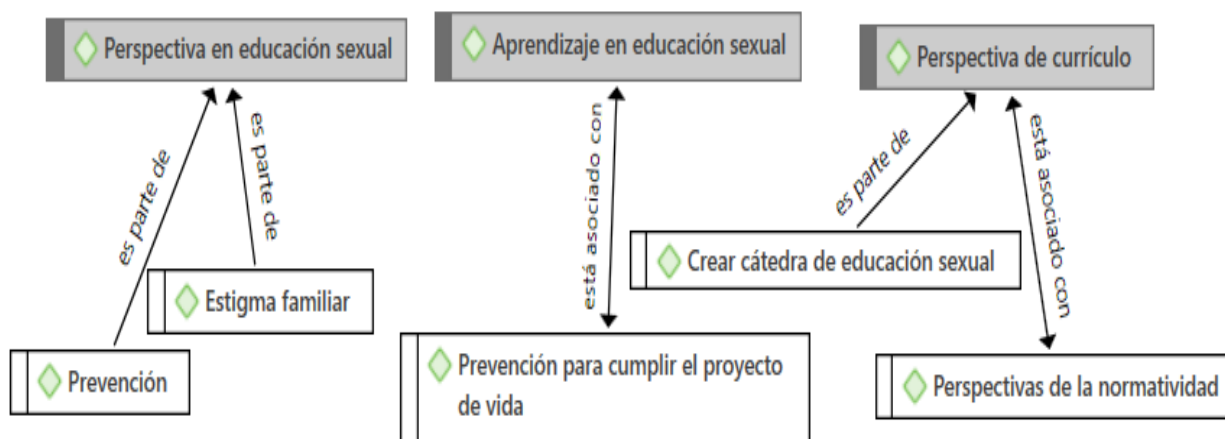 Perspectiva en educación sexual
Aprendizaje en educación sexual
Perspectiva de currículo
es parte de
es parte de
está asociado con
es parte de
está asociado con
Crear cátedra de educación sexual
Estigma familiar
Prevención
Prevención para cumplir el proyecto
de vida
Perspectivas de la normatividad